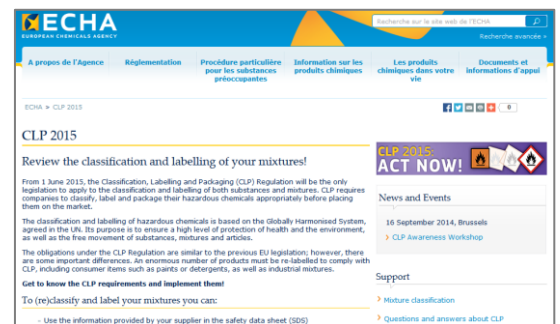 ECHA
EUROPEAN CHEMICALS AGENCY
Recherche sur le site web de l'ECHA
Recherche avancée >
A propos de l'Agence
Réglementation
Procédure particulière
pour les substances
préoccupantes
Information sur les
produits chimiques
Les produits
chimiques dans votre
vie
Documents et
informations d'appui
ECHA > CLP 2015
0
CLP 2015
Review the classification and labelling of your mixtures!
From 1 June 2015, the Classification, Labelling and Packaging (CLP) Regulation will be the only
legislation to apply to the classification and labelling of both substances and mixtures. CLP requires
companies to classify, label and package their hazardous chemicals appropriately before placing
them on the market.
The classification and labelling of hazardous chemicals is based on the Globally Harmonised System,
agreed in the UN. Its purpose is to ensure a high level of protection of health and the environment,
as well as the free movement of substances, mixtures and articles.
The obligations under the CLP Regulation are similar to the previous EU legislation; however, there
are some important differences. An enormous number of products must be re-labelled to comply with
CLP, including consumer items such as paints or detergents, as well as industrial mixtures.
Get to know the CLP requirements and implement them!
To (re)classify and label your mixtures you can:
- Use the information provided by your supplier in the safety data sheet (SDS)
CLP 2015:
ACT NOW!
News and Events
16 September 2014, Brussels
> CLP Awareness Workshop
Support
> Mixture classification
> Questions and answers about CLP